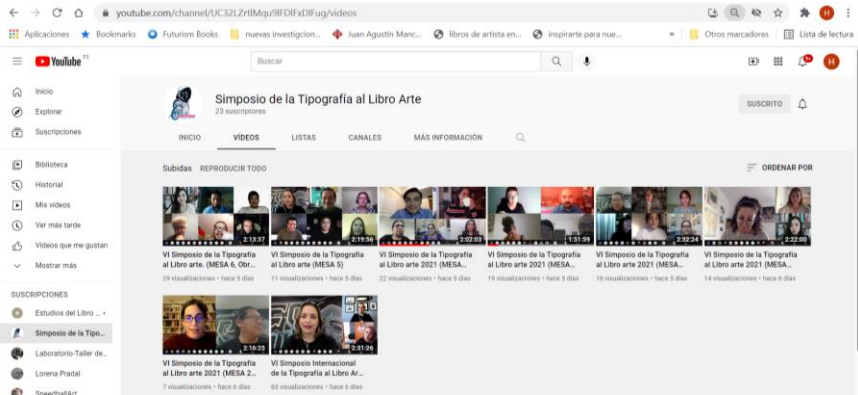 youtube.com/channel/UC32LZrtlMqu9lFDlFxDlFug/videos
Aplicaciones Bookmarks Futurism Books nuevas investigcion... Juan Agustín Manc... libros de artista en... inspirarte para nue... » Otros marcadores Lista de lectura
YouTube ES Buscar H
Inicio
Explorar
Suscripciones
Biblioteca
Historial
Mis vídeos
Ver más tarde
Vídeos que me gustan
Mostrar más
SUSCRIPCIONES
Estudios del Libro ...
Simposio de la Tipo...
Laboratorio-Taller de...
Lorena Pradal
SpeedballArt
Simposio de la Tipografía al Libro Arte
23 suscriptores
SUSCRITO
INICIO VÍDEOS LISTAS CANALES MÁS INFORMACIÓN
Subidas REPRODUCIR TODO ORDENAR POR
2:13:37 2:19:56 2:02:03 1:51:59 2:32:24 2:22:00
VI Simposio de la Tipografía VI Simposio de la Tipografía VI Simposio de la Tipografía VI Simposio de la Tipografía VI Simposio de la Tipografía VI Simposio de la Tipografía
al Libro arte. (MESA 6, Obr... al Libro arte (MESA 5) al Libro arte 2021 (MESA... al Libro arte 2021 (MESA... al Libro arte 2021 (MESA... al Libro arte 2021 (MESA...
29 visualizaciones • hace 5 días 11 visualizaciones • hace 5 días 22 visualizaciones • hace 5 días 19 visualizaciones • hace 5 días 16 visualizaciones • hace 5 días 14 visualizaciones • hace 6 días
2:16:25 2:31:26
VI Simposio de la Tipografía VI Simposio Internacional
al Libro arte 2021 (MESA 2... de la Tipografía al Libro Ar...
7 visualizaciones • hace 6 días 63 visualizaciones • hace 6 días